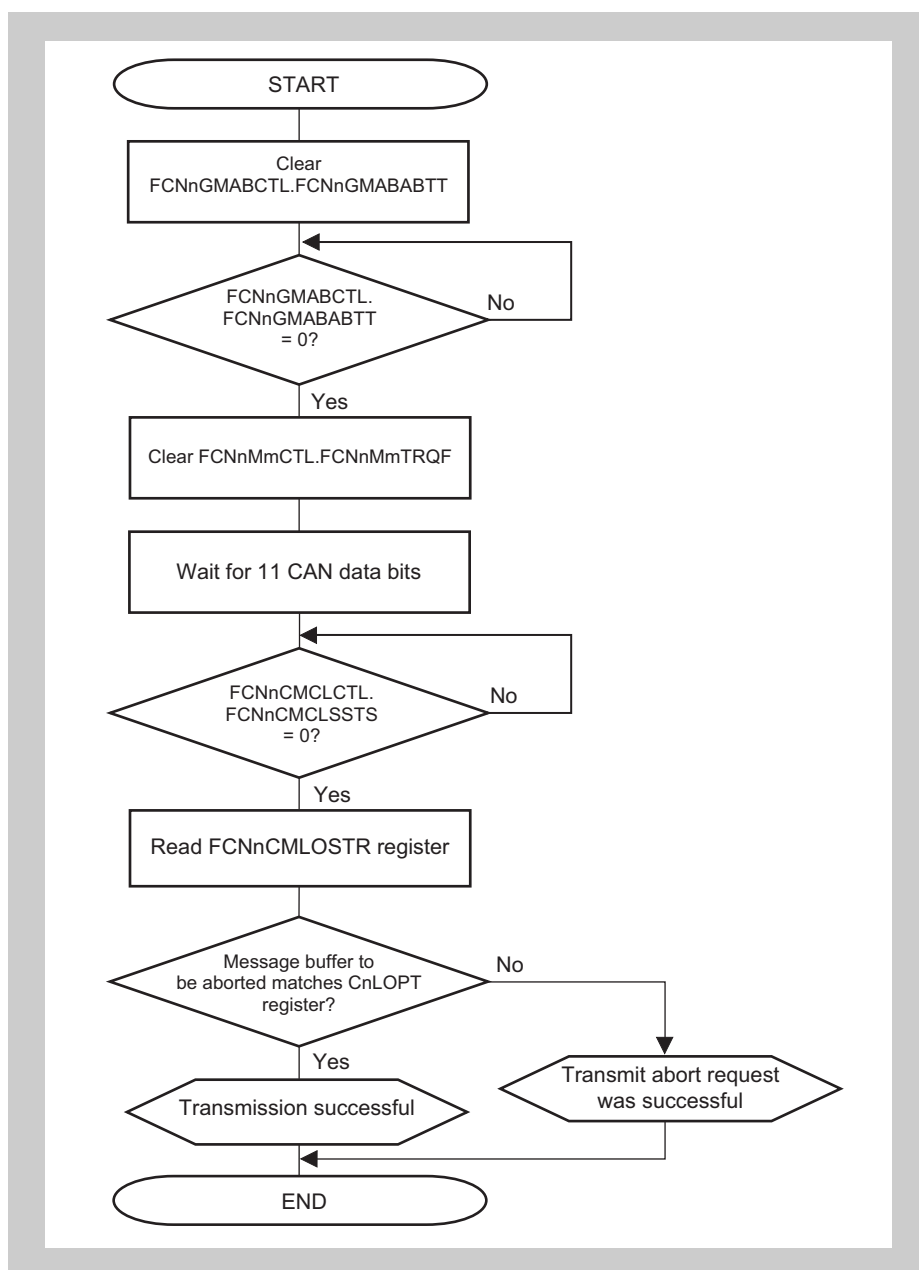 START
Clear
FCNnGMABCTL.FCNnGMABABTT
FCNnGMABCTL.
FCNnGMABABTT
= 0?
No
Yes
Clear FCNnMmCTL.FCNnMmTRQF
Wait for 11 CAN data bits
FCNnCMCLCTL.
FCNnCMCLSSTS
= 0?
No
Yes
Read FCNnCMLOSTR register
Message buffer to
be aborted matches CnLOPT
register?
No
Yes
Transmission successful
Transmit abort request
was successful
END